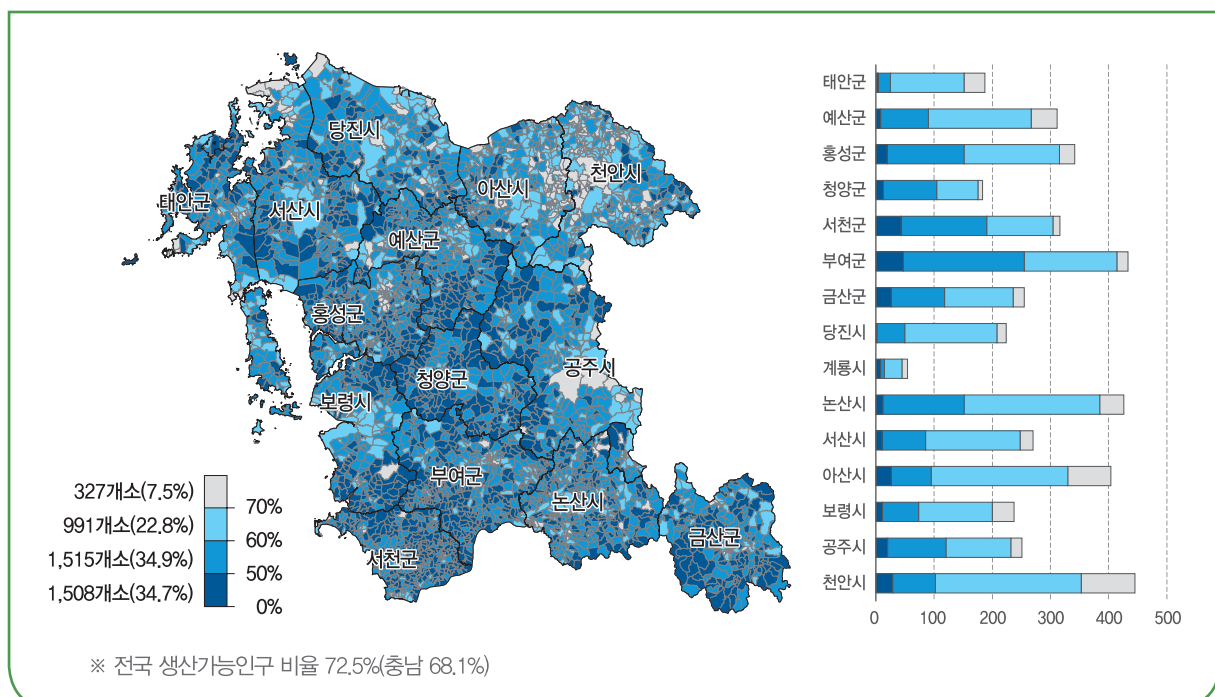 당진시
아산시
천안시
태안군
서산시
예산군
홍성군
공주시
청양군
보령시
부여군
논산시
금산군
서천군
327개소(7.5%)
991개소(22.8%)
1,515개소(34.9%)
1,508개소(34.7%)
70%
60%
50%
0%
태안군
예산군
홍성군
청양군
서천군
부여군
금산군
당진시
계룡시
논산시
서산시
아산시
보령시
공주시
천안시
0 100 200 300 400 500
※ 전국 생산가능인구 비율 72.5%(충남 68.1%)